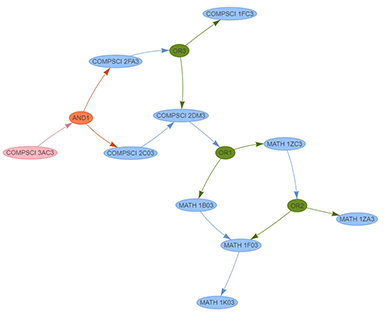 COMPSCI 1FC3
COMPSCI 2FA3
OR3
COMPSCI 2DM3
AND1
COMPSCI 3AC3
COMPSCI 2C03
OR1
MATH 1ZC3
MATH 1B03
OR2
MATH 1ZA3
MATH 1F03
MATH 1K03